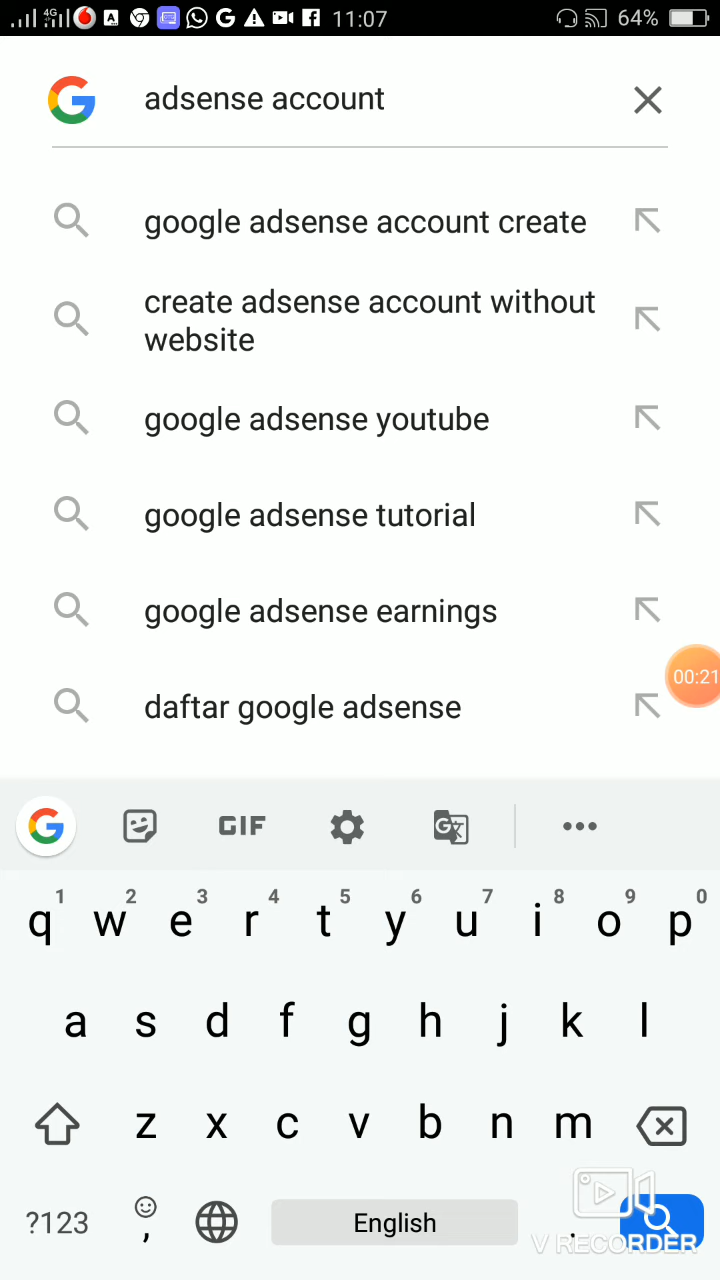 4G 11:07 64%
adsense account
google adsense account create
create adsense account without
website
google adsense youtube
google adsense tutorial
google adsense earnings
00:21
daftar google adsense
GIF
1 2 3 4 5 6 7 8 9 0
q w e r t y u i o p
a s d f g h j k l
z x c v b n m
?123 , English .
V RECORDER